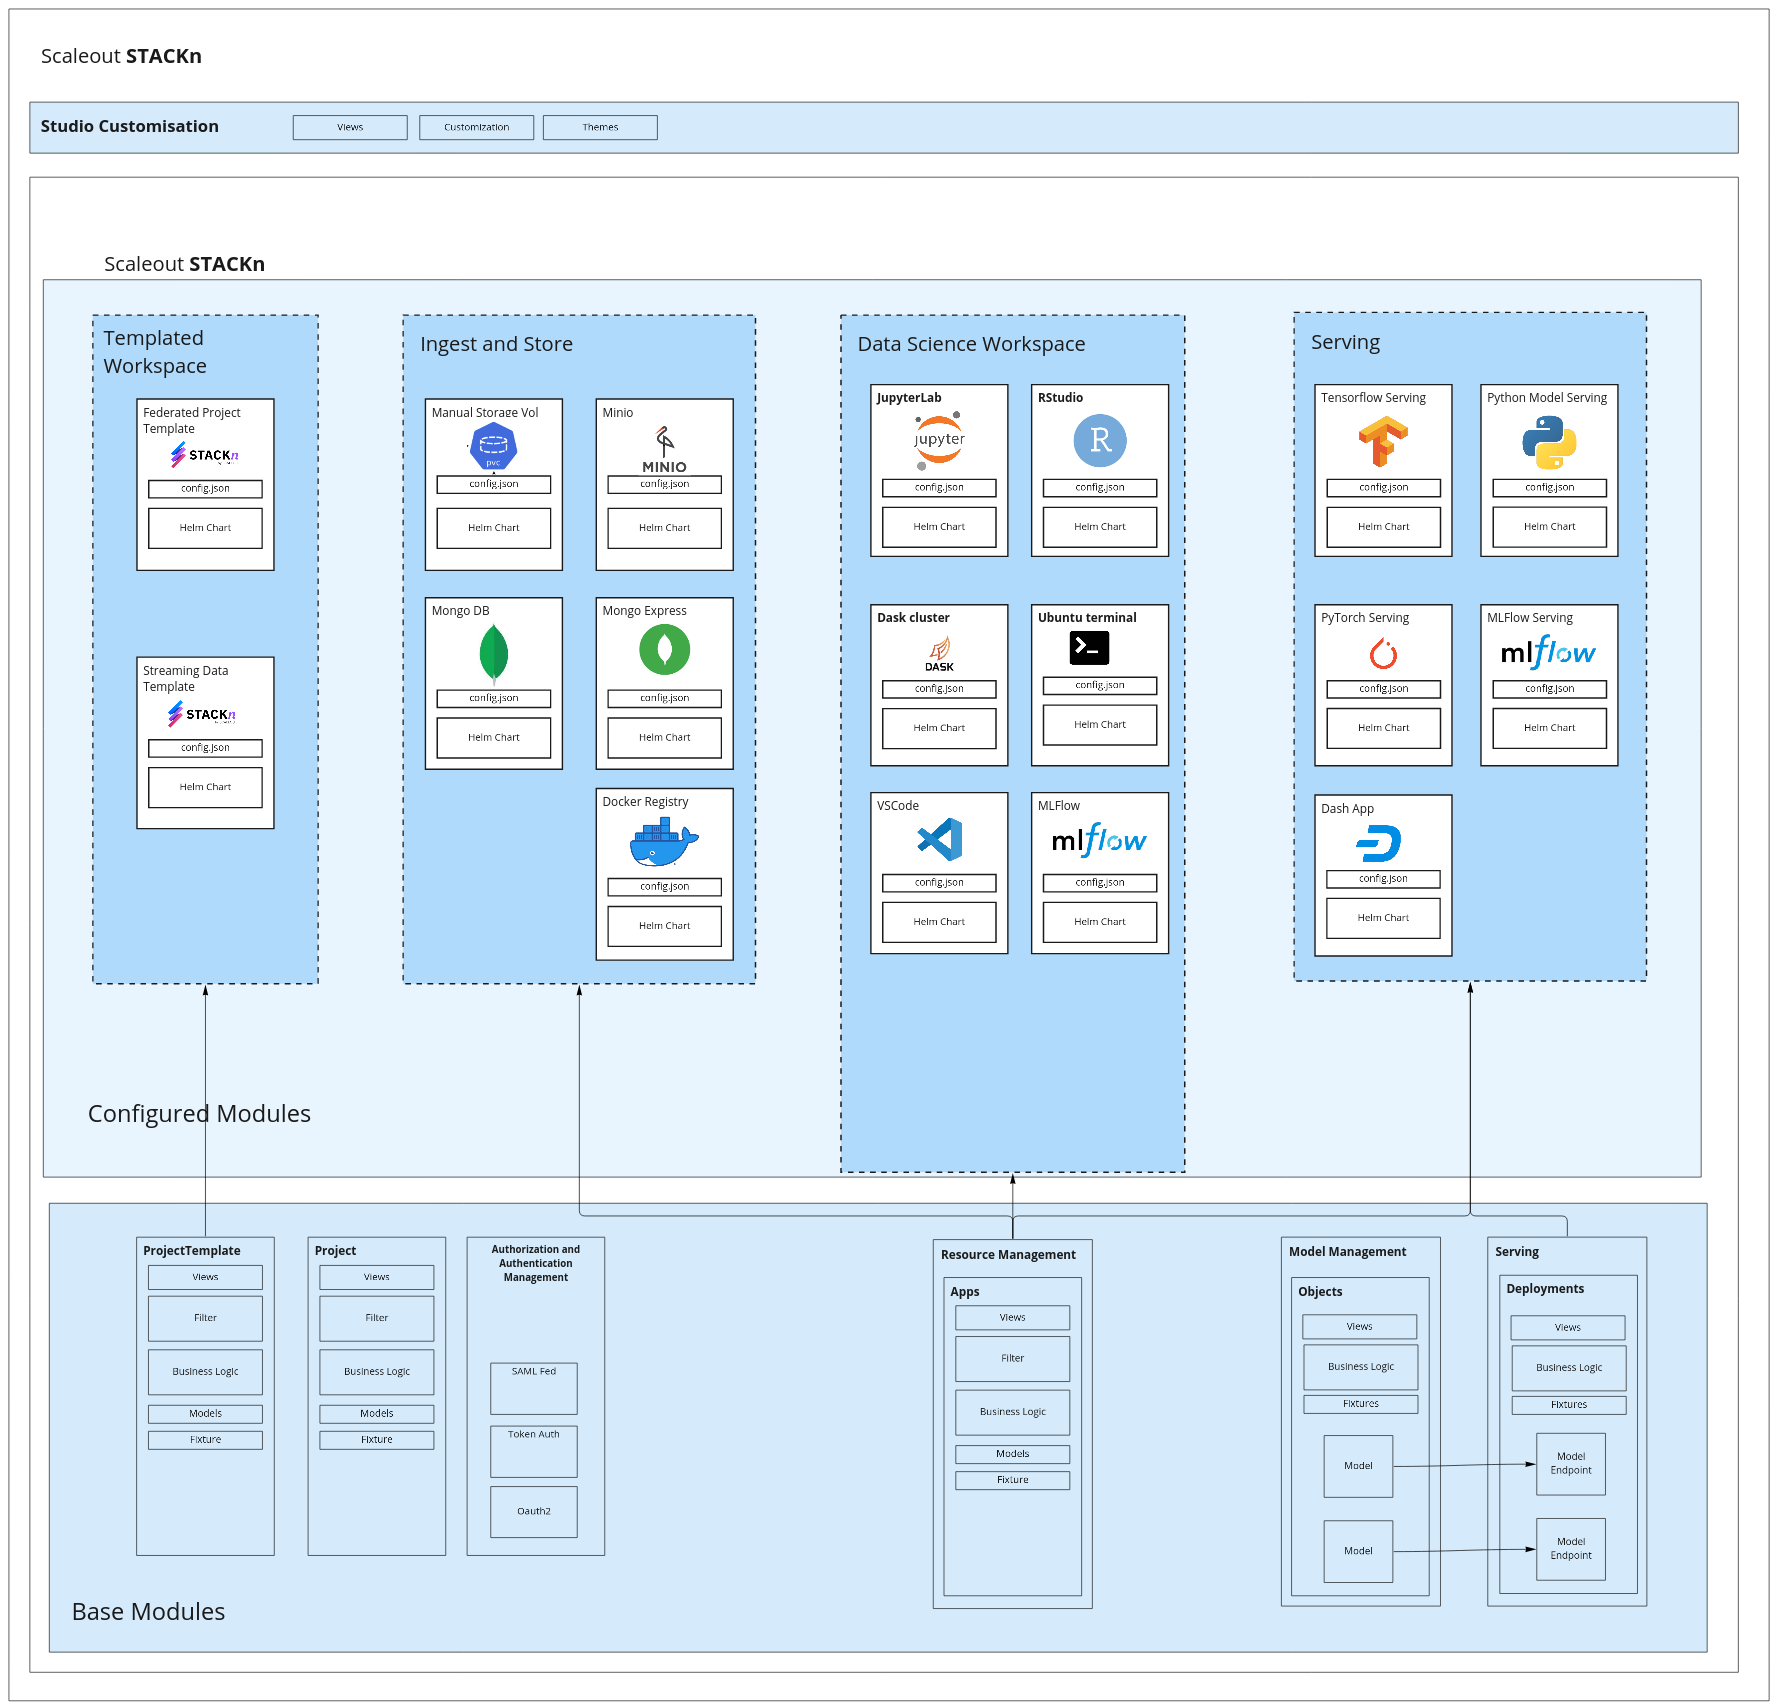 Scaleout STACKn
Studio Customisation
Views
Customization
Themes
Scaleout STACKn
Templated
Workspace
Federated Project
Template
STACKn
config.json
Helm Chart
Streaming Data
Template
STACKn
config.json
Helm Chart
Ingest and Store
Manual Storage Vol
pvc
config.json
Helm Chart
Minio
MINIO
config.json
Helm Chart
Mongo DB
config.json
Helm Chart
Mongo Express
config.json
Helm Chart
Docker Registry
config.json
Helm Chart
Data Science Workspace
JupyterLab
jupyter
config.json
Helm Chart
RStudio
R
config.json
Helm Chart
Dask cluster
DASK
config.json
Helm Chart
Ubuntu terminal
config.json
Helm Chart
VSCode
config.json
Helm Chart
MLFlow
mlflow
config.json
Helm Chart
Serving
Tensorflow Serving
config.json
Helm Chart
Python Model Serving
config.json
Helm Chart
PyTorch Serving
config.json
Helm Chart
MLFlow Serving
mlflow
config.json
Helm Chart
Dash App
config.json
Helm Chart
Configured Modules
ProjectTemplate
Views
Filter
Business Logic
Models
Fixture
Project
Views
Filter
Business Logic
Models
Fixture
Authorization and
Authentication
Management
SAML Fed
Token Auth
Oauth2
Resource Management
Apps
Views
Filter
Business Logic
Models
Fixture
Model Management
Objects
Views
Business Logic
Fixtures
Model
Model
Serving
Deployments
Views
Business Logic
Fixtures
Model
Endpoint
Model
Endpoint
Base Modules